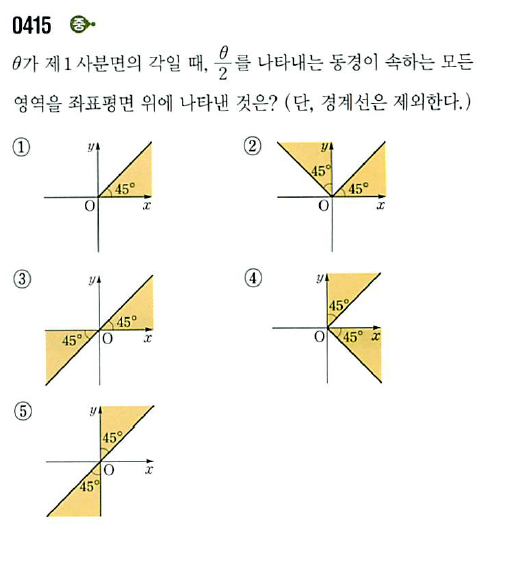 0415 중
θ가 제1사분면의 각일 때, θ/2를 나타내는 동경이 속하는 모든
영역을 좌표평면 위에 나타낸 것은? (단, 경계선은 제외한다.)
① y 45° O x
② y 45° 45° O x
③ y 45° 45° O x
④ y 45° O 45° x
⑤ y 45° O x 45°